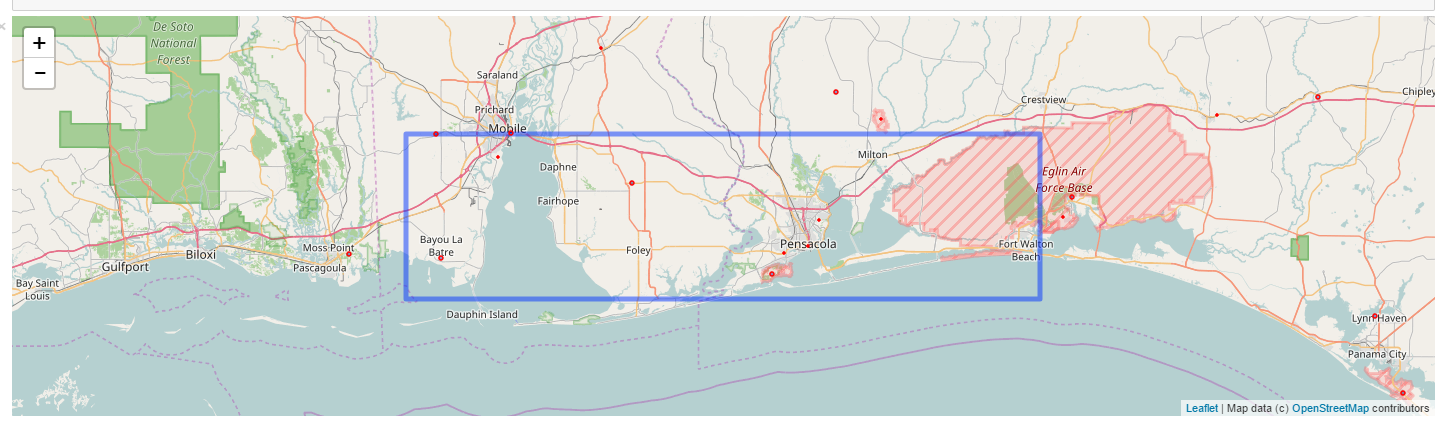 ×
+
−
De Soto
National
Forest
Saraland
Prichard
Mobile
Crestview
Chipley
Milton
Daphne
Eglin Air
Force Base
Fairhope
Bayou La
Batre
Foley
Pensacola
Fort Walton
Beach
Moss Point
Pascagoula
Biloxi
Gulfport
Bay Saint
Louis
Dauphin Island
Lynn Haven
Panama City
Leaflet | Map data (c) OpenStreetMap contributors